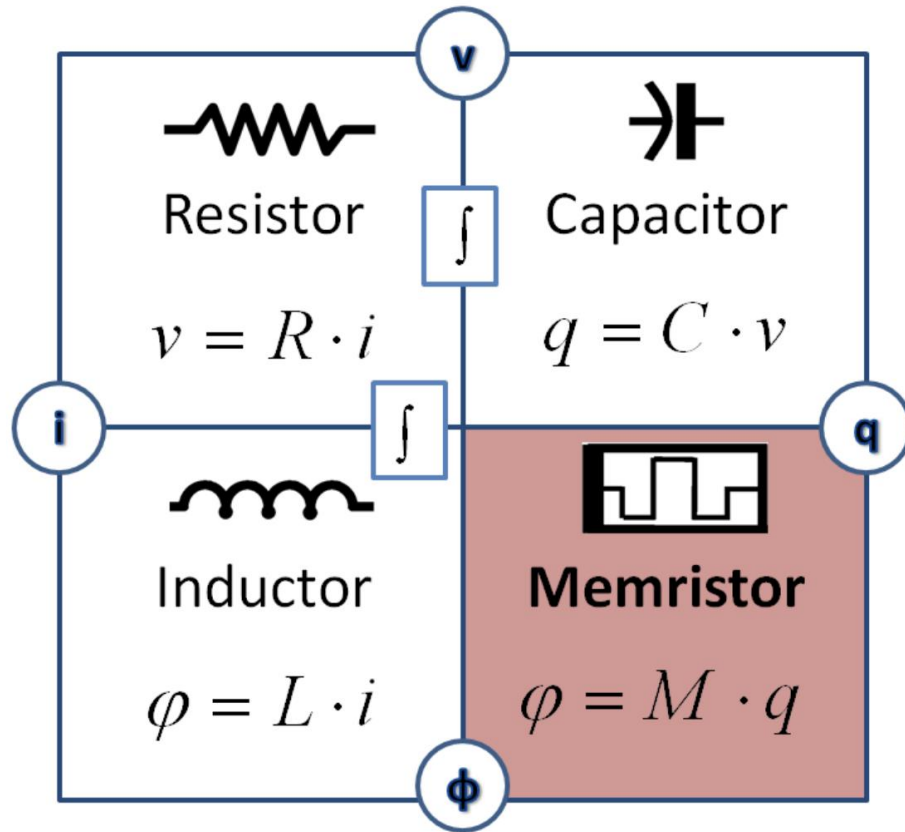 v
Resistor
Capacitor
∫
v = R · i
q = C · v
i
∫
q
Inductor
Memristor
φ = L · i
φ = M · q
ϕ